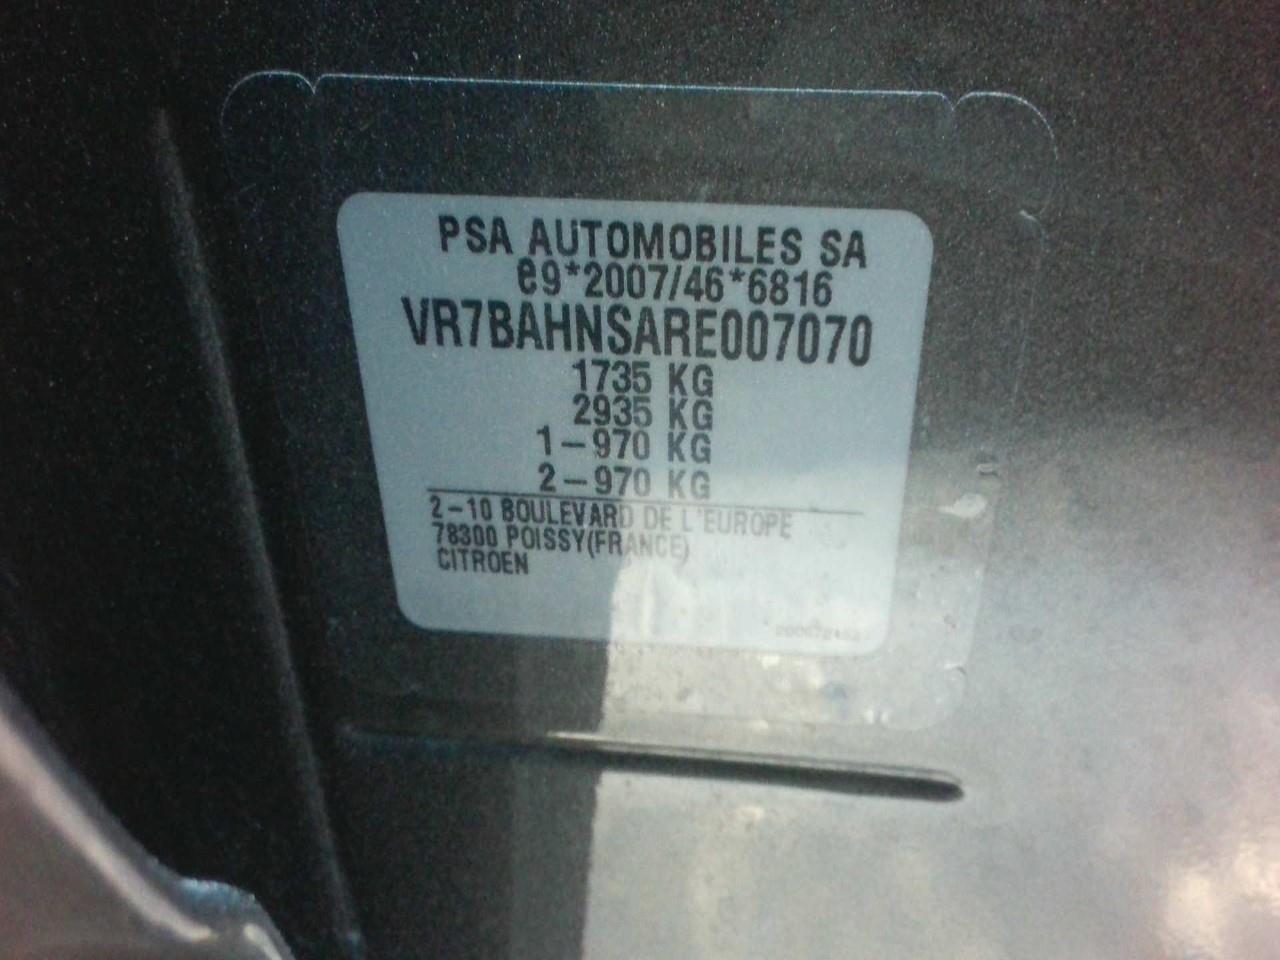 PSA AUTOMOBILES SA
e9*2007/46*6816
VR7BAHNSARE007070
1735 KG
2935 KG
1-970 KG
2-970 KG
2-10 BOULEVARD DE L'EUROPE
78300 POISSY(FRANCE)
CITROEN